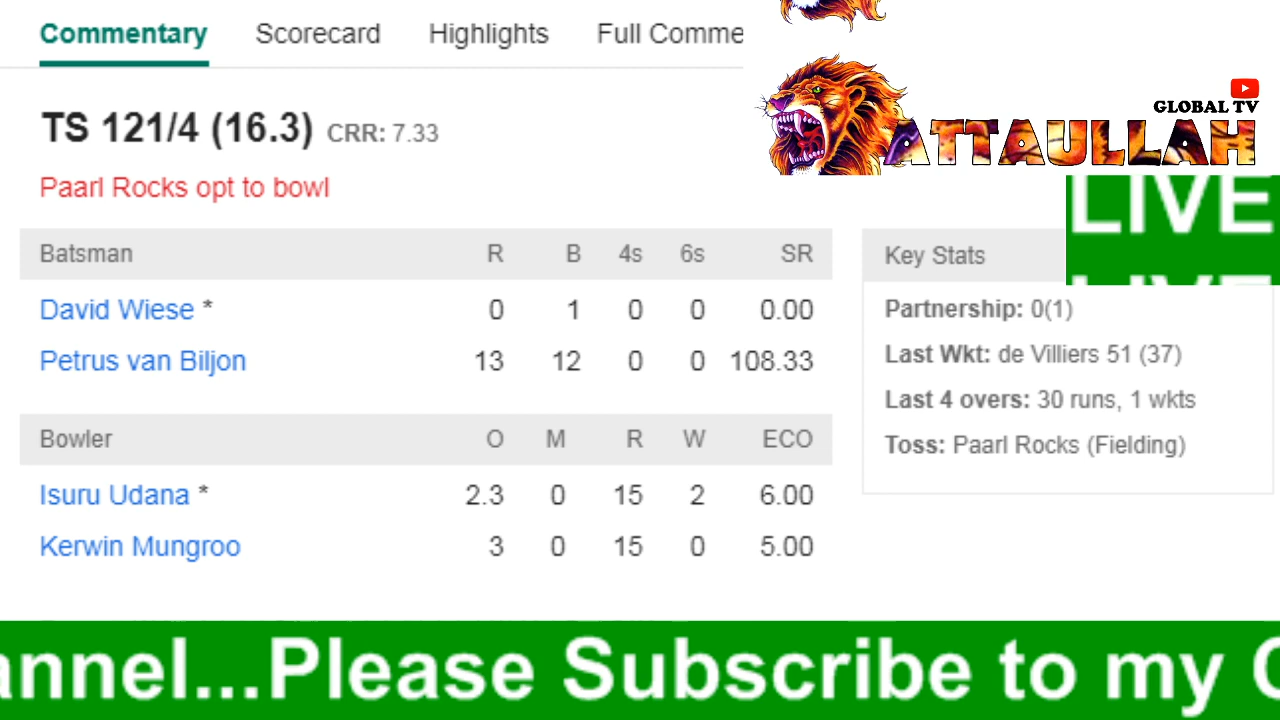 Commentary Scorecard Highlights Full Comme
GLOBAL TV
ATTAULLAH
TS 121/4 (16.3) CRR: 7.33
Paarl Rocks opt to bowl
LIVE
Batsman R B 4s 6s SR
David Wiese * 0 1 0 0 0.00
Petrus van Biljon 13 12 0 0 108.33
Bowler O M R W ECO
Isuru Udana * 2.3 0 15 2 6.00
Kerwin Mungroo 3 0 15 0 5.00
Key Stats
Partnership: 0(1)
Last Wkt: de Villiers 51 (37)
Last 4 overs: 30 runs, 1 wkts
Toss: Paarl Rocks (Fielding)
annel...Please Subscribe to my C